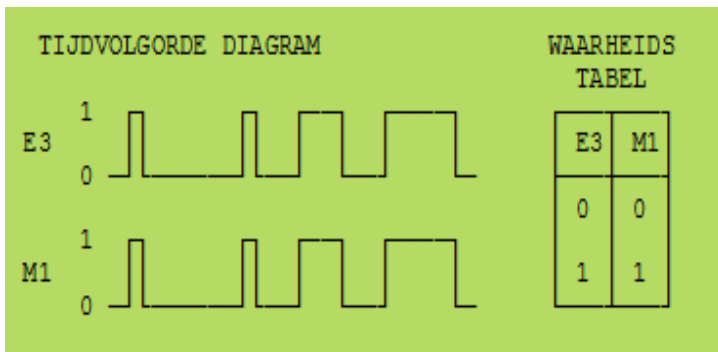 TIJDVOLGORDE DIAGRAM
WAARHEIDS
TABEL
1
E3
0
E3 M1
0 0
1
M1
0
1 1